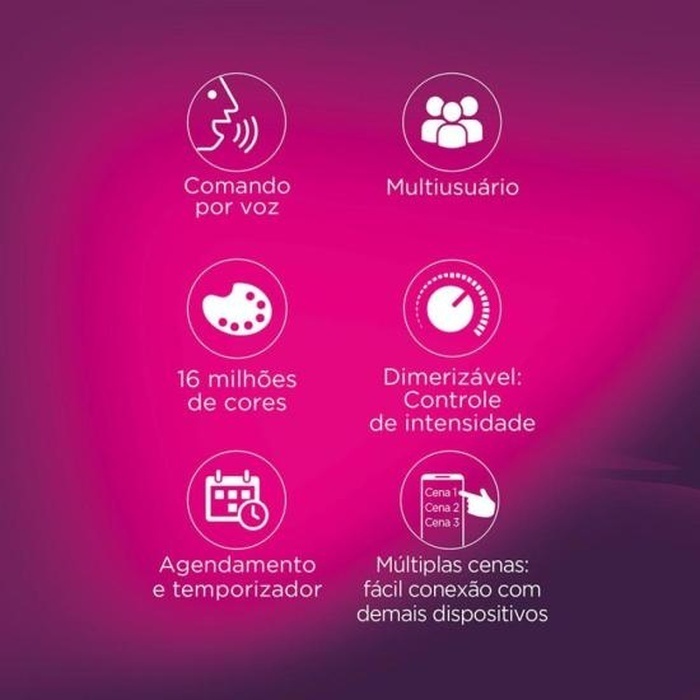 Comando
por voz
Multiusuário
16 milhões
de cores
Dimerizável:
Controle
de intensidade
Agendamento
e temporizador
Cena 1
Cena 2
Cena 3
Múltiplas cenas:
fácil conexão com
demais dispositivos